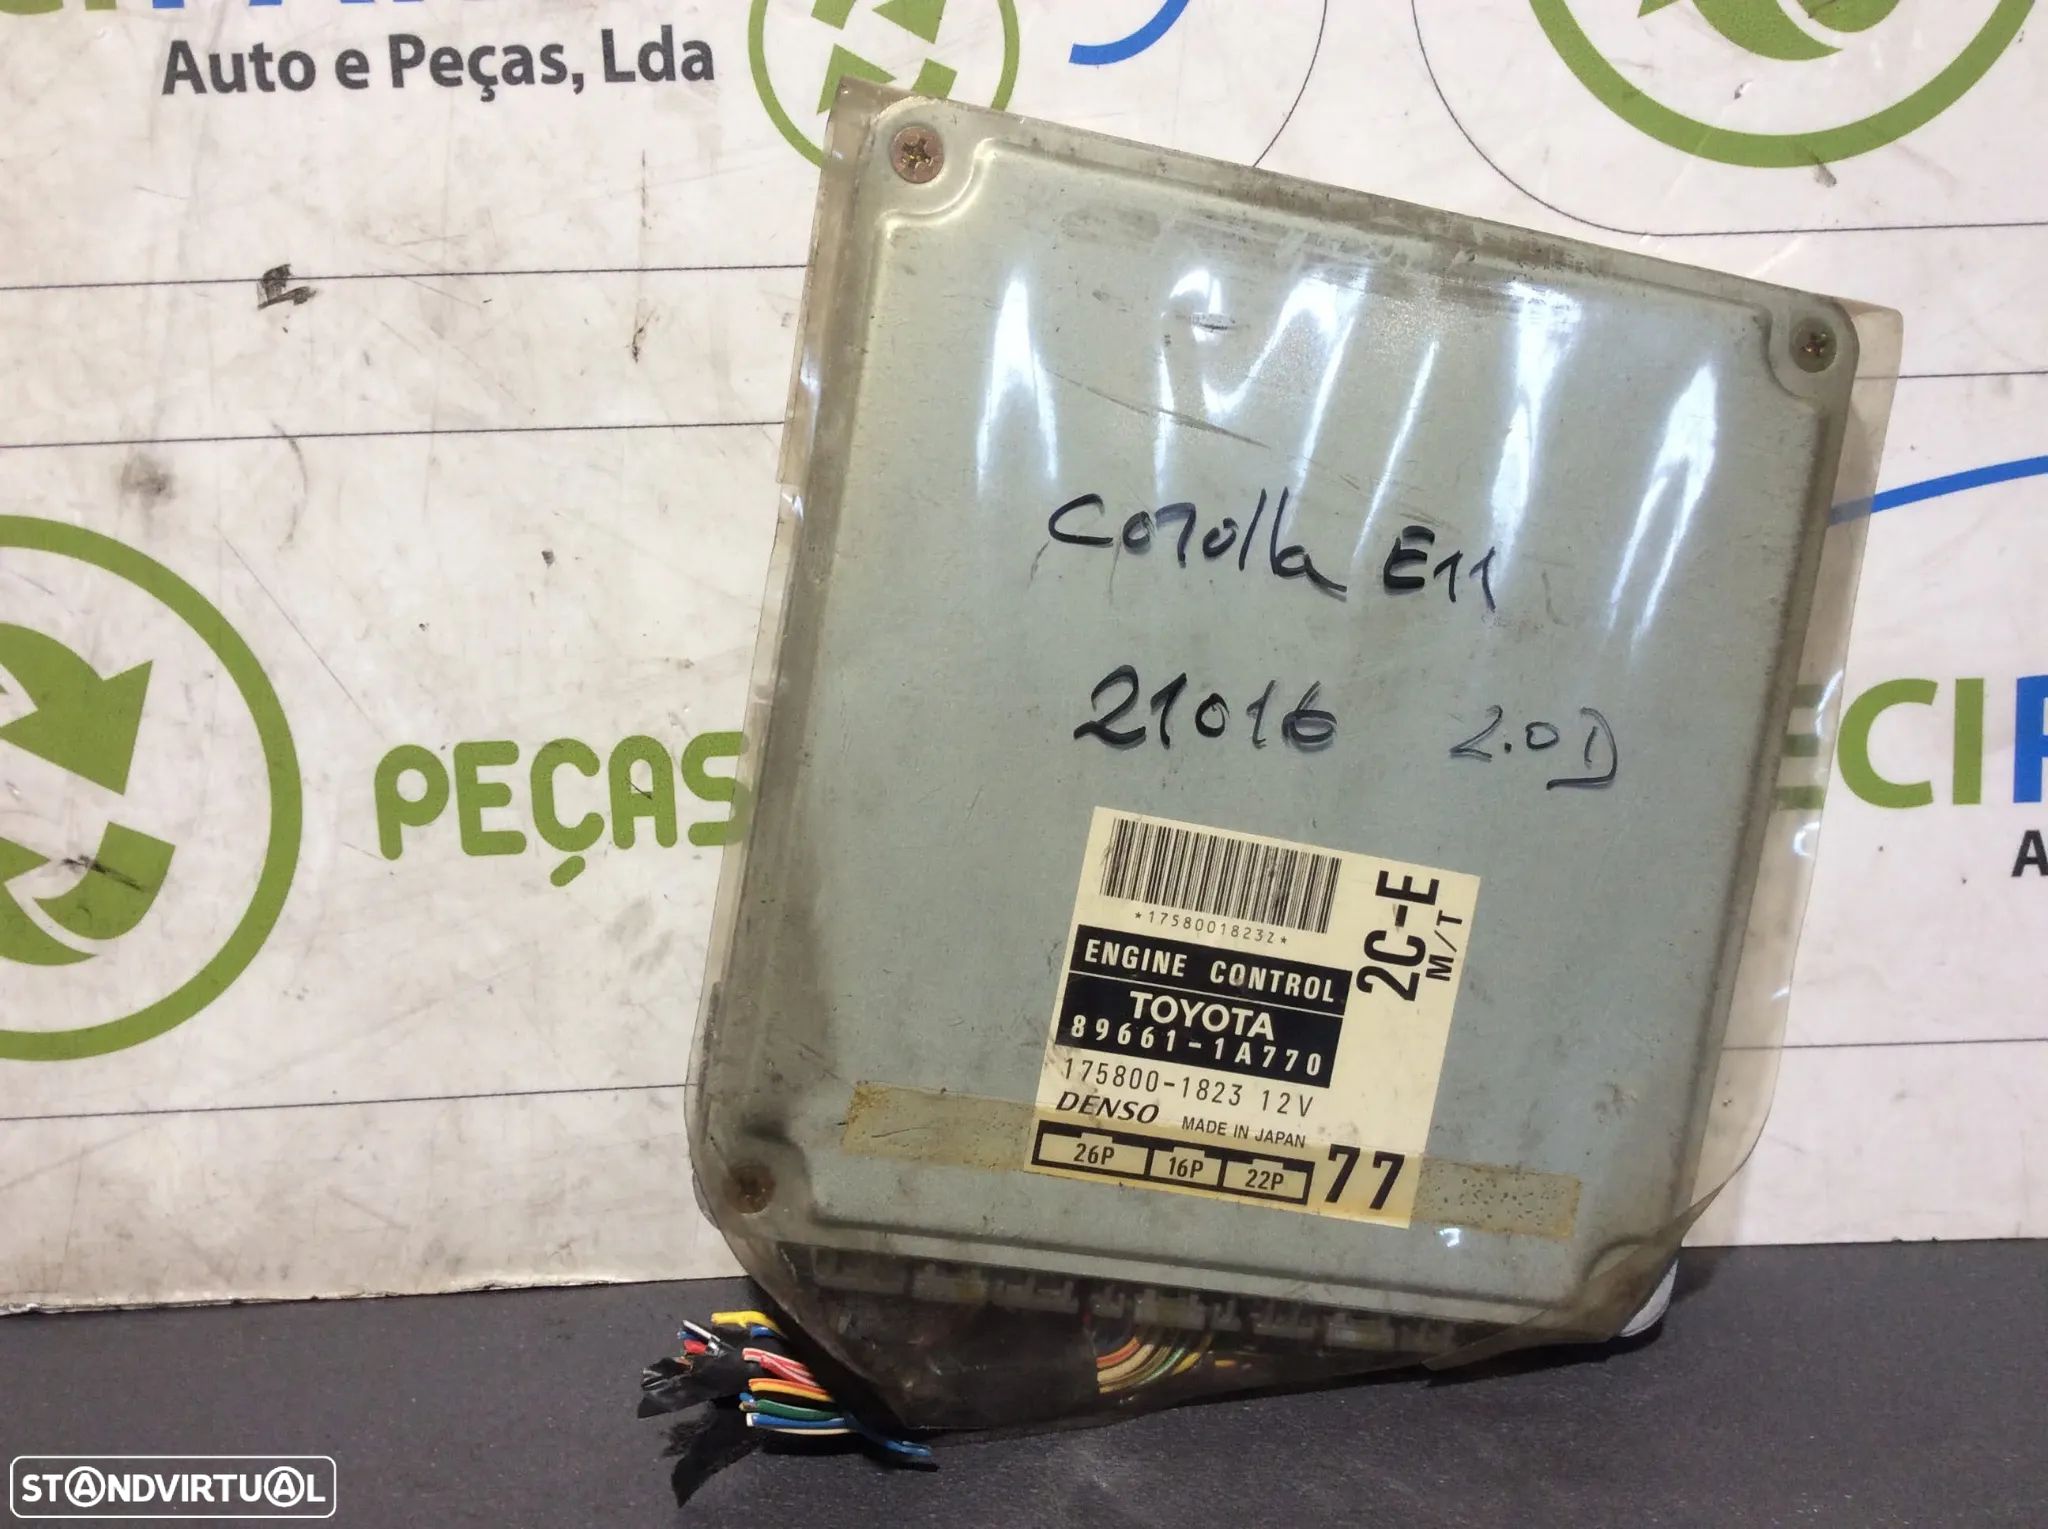 Auto e Peças, Lda
Corolla E11
21016 2.0D
PEÇAS
ECI
*1758001823Z*
2C-E
M/T
ENGINE CONTROL
TOYOTA
89661-1A770
175800-1823 12V
DENSO MADE IN JAPAN
26P 16P 22P 77
STANDVIRTUAL